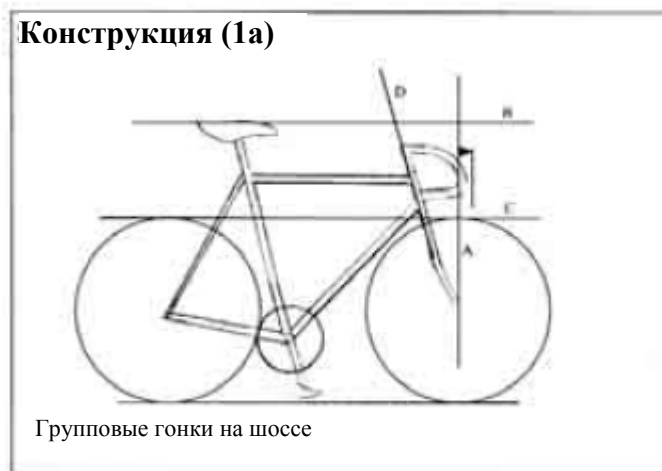 Конструкция (1а)
D
B
C
A
Групповые гонки на шоссе